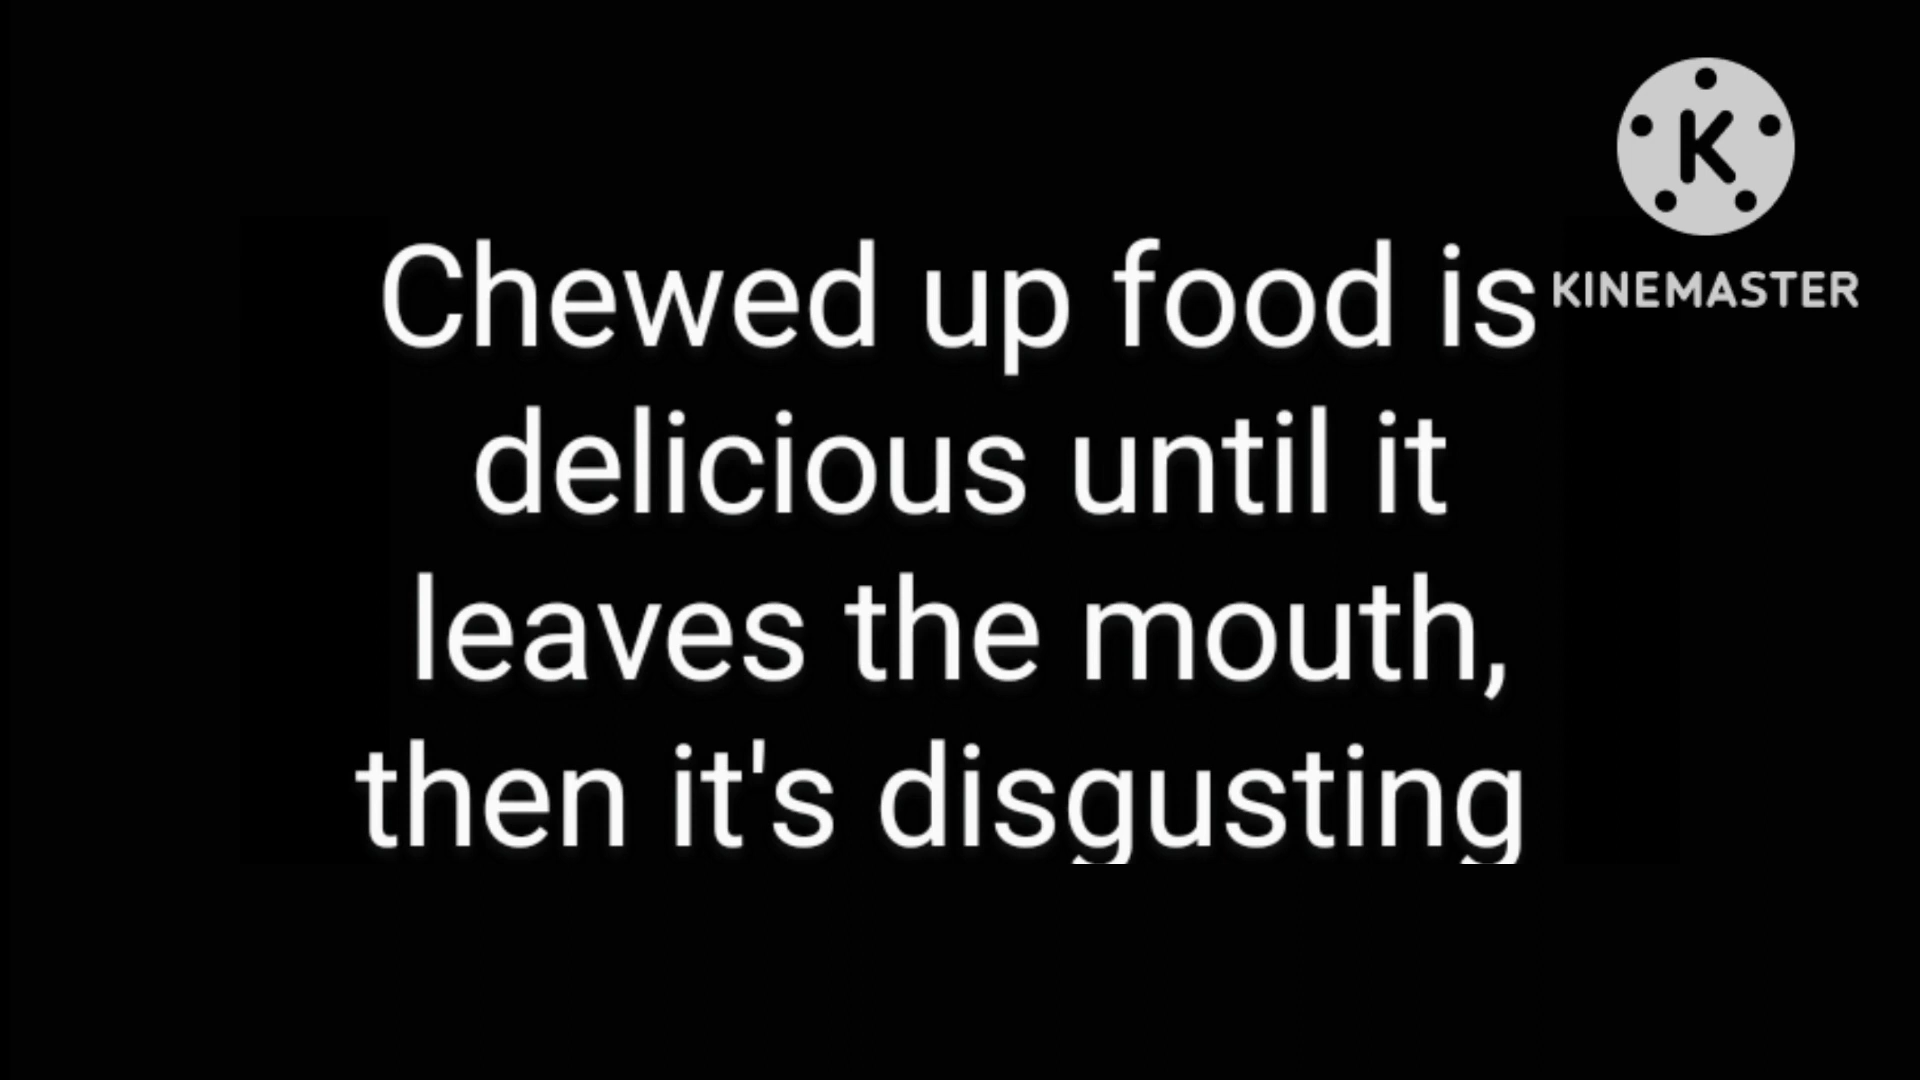 K
KINEMASTER
Chewed up food is
delicious until it
leaves the mouth,
then it's disgusting